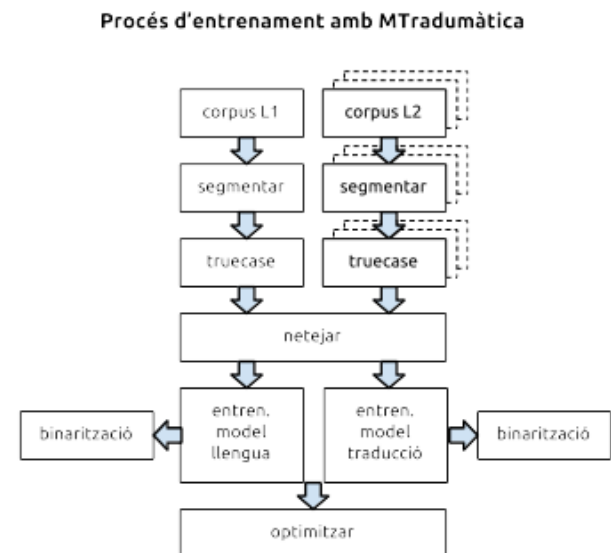 Procés d'entrenament amb MTradumàtica
corpus L1
corpus L2
segmentar
segmentar
truecase
truecase
netejar
binarització
entren.
model
llengua
entren.
model
traducció
binarització
optimitzar